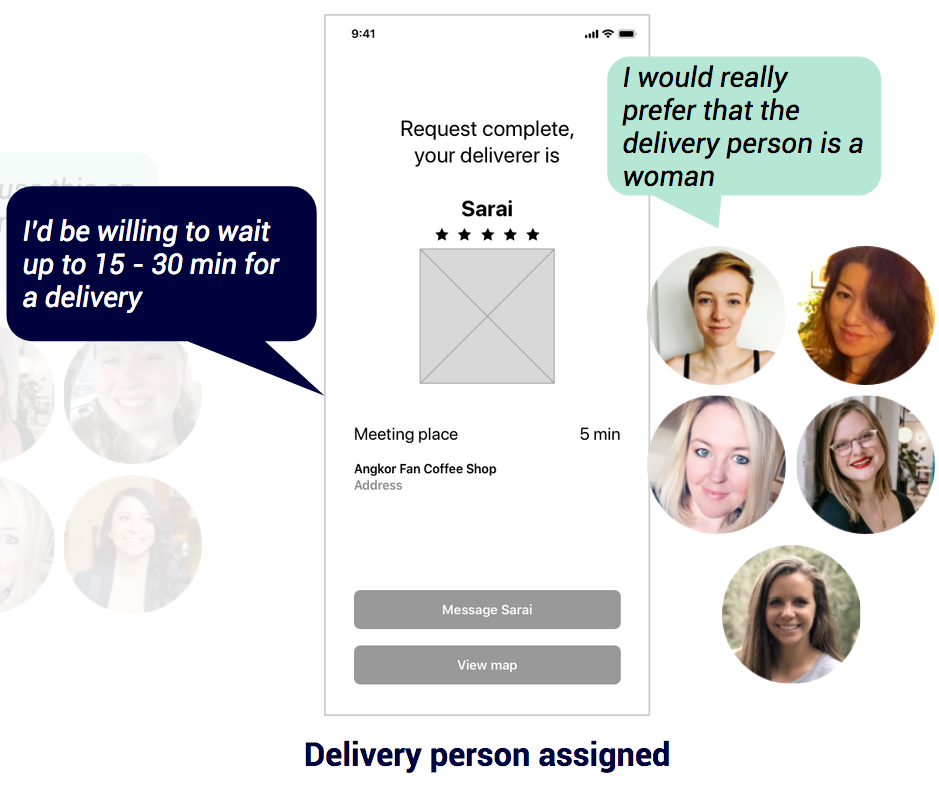 9:41
Request complete,
your deliverer is
Sarai
Meeting place 5 min
Angkor Fan Coffee Shop
Address
Message Sarai
View map
I'd be willing to wait
up to 15 - 30 min for
a delivery
I would really
prefer that the
delivery person is a
woman
Delivery person assigned